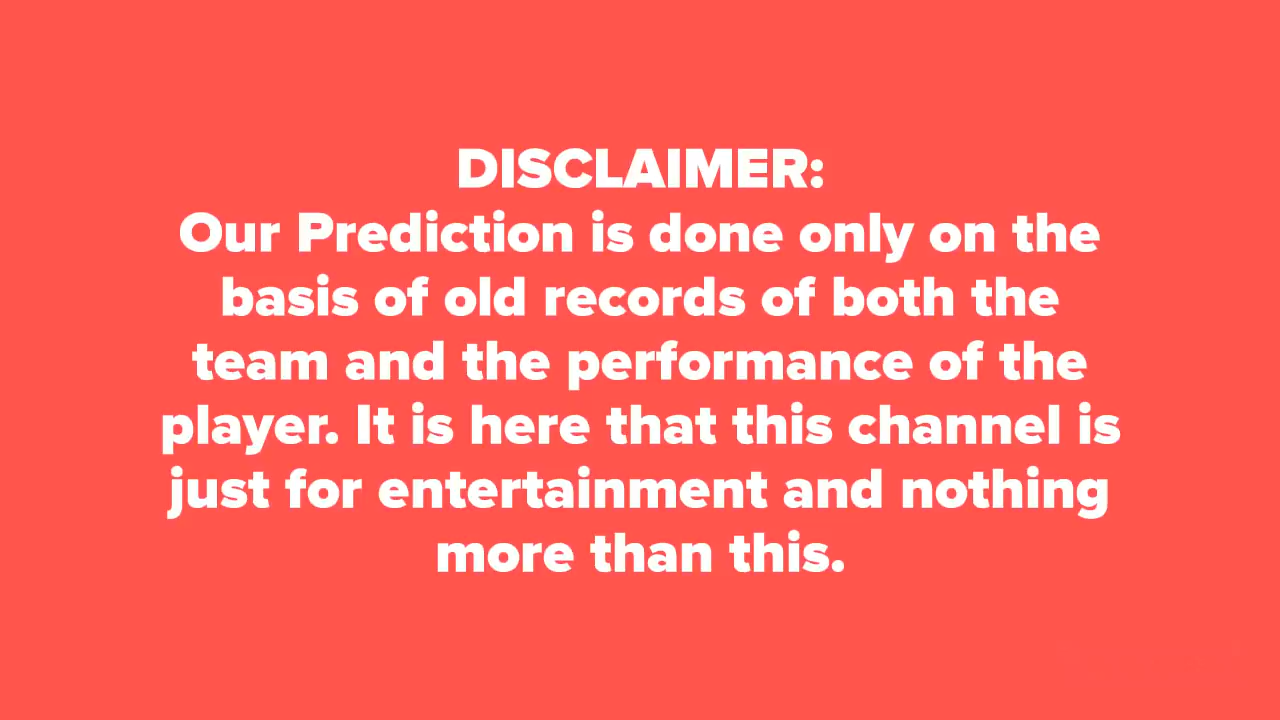 DISCLAIMER:
Our Prediction is done only on the
basis of old records of both the
team and the performance of the
player. It is here that this channel is
just for entertainment and nothing
more than this.